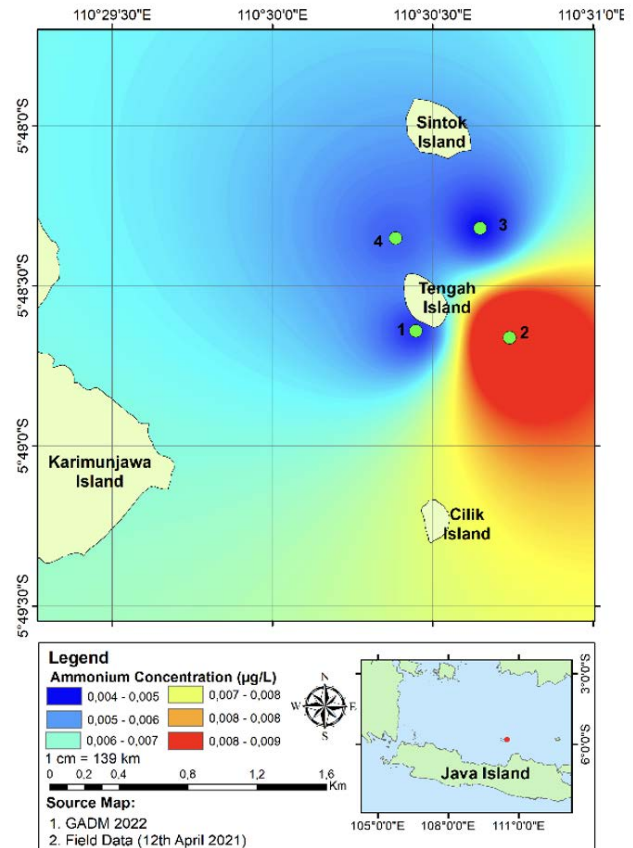 110°29'30"E 110°30'0"E 110°30'30"E 110°31'0"E
5°48'0"S
Sintok
Island
3
4
5°48'30"S
Tengah
Island
1
2
5°49'0"S
Karimunjawa
Island
Cilik
Island
5°49'30"S
Legend
Ammonium Concentration (µg/L)
0,004 - 0,005 0,007 - 0,008
0,005 - 0,006 0,008 - 0,008
0,006 - 0,007 0,008 - 0,009
N
W E
S
1 cm = 139 km
0 0,2 0,4 0,8 1,2 1,6
Km
Source Map:
1. GADM 2022
2. Field Data (12th April 2021)
3°0'0"S
6°0'0"S
Java Island
105°0'0"E 108°0'0"E 111°0'0"E